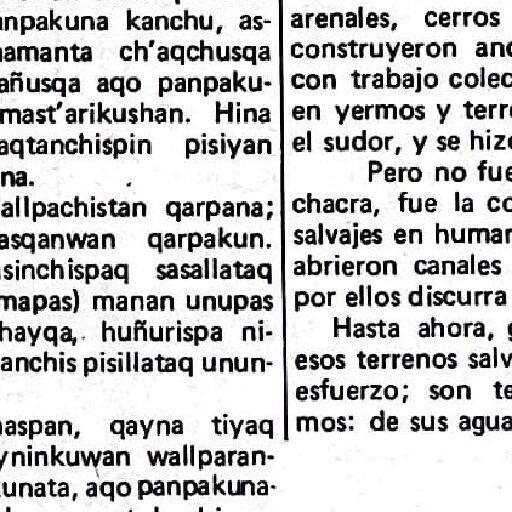 anpakuna kanchu, as-
amanta ch'aqchusqa
añusqa aqo panpaku-
mast'arikushan. Hina
aqtanchispin pisiyan
na.
allpachistan qarpana;
asqanwan qarpakun.
sinchispaq sasallataq
mapas) manan unupas
hayqa, huñurispa ni-
anchis pisillataq unun-
aspan, qayna tiyaq
yninkuwan wallparan-
unata, aqo panpakuna-
arenales, cerros
construyeron and
con trabajo colec
en yermos y terre
el sudor, y se hizo
Pero no fue
chacra, fue la co
salvajes en human
abrieron canales
por ellos discurra
Hasta ahora,
esos terrenos salv
esfuerzo; son te
mos: de sus agua